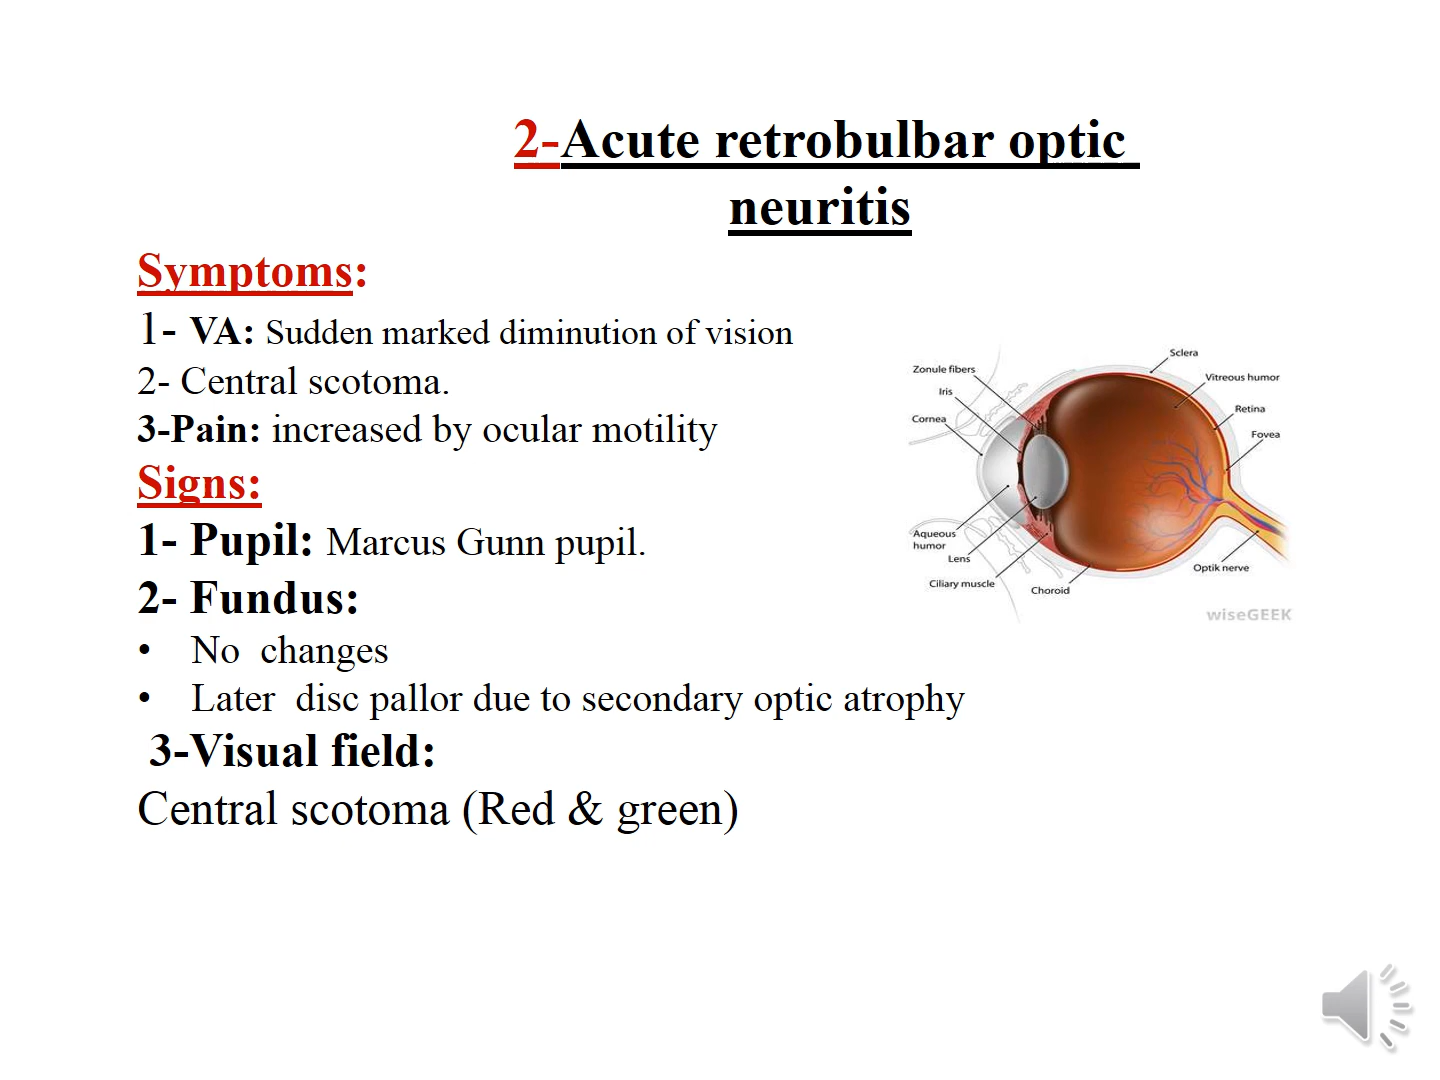 2-Acute retrobulbar optic
neuritis
Symptoms:
1- VA: Sudden marked diminution of vision
2- Central scotoma.
3-Pain: increased by ocular motility
Signs:
1- Pupil: Marcus Gunn pupil.
2- Fundus:
• No changes
• Later disc pallor due to secondary optic atrophy
3-Visual field:
Central scotoma (Red & green)
Sclera
Zonule fibers
Vitreous humor
Iris
Retina
Cornea
Fovea
Aqueous
humor
Lens
Optik nerve
Ciliary muscle
Choroid
wiseGEEK